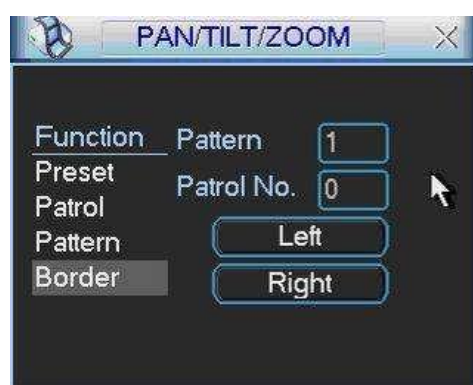 PAN/TILT/ZOOM
Function
Preset
Patrol
Pattern
Border
Pattern 1
Patrol No. 0
Left
Right